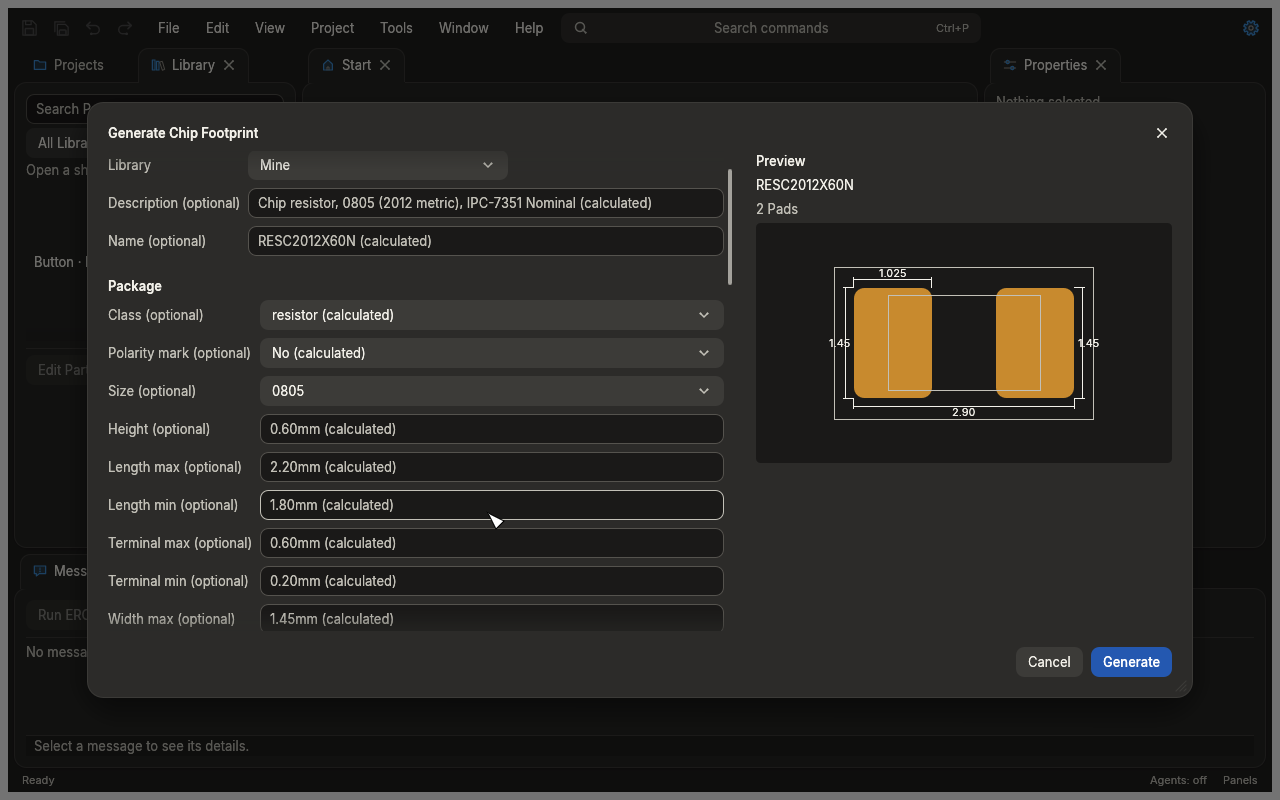 File Edit View Project Tools Window Help Search commands Ctrl+P
Projects Library Start Properties
Search P
Nothing selected
All Libra
Open a sh
Button ·
Edit Par
Generate Chip Footprint
Library Mine
Description (optional) Chip resistor, 0805 (2012 metric), IPC-7351 Nominal (calculated)
Name (optional) RESC2012X60N (calculated)
Package
Class (optional) resistor (calculated)
Polarity mark (optional) No (calculated)
Size (optional) 0805
Height (optional) 0.60mm (calculated)
Length max (optional) 2.20mm (calculated)
Length min (optional) 1.80mm (calculated)
Terminal max (optional) 0.60mm (calculated)
Terminal min (optional) 0.20mm (calculated)
Width max (optional) 1.45mm (calculated)
Preview
RESC2012X60N
2 Pads
1.025
1.45 1.45
2.90
Cancel Generate
Mess
Run ERC
No messa
Select a message to see its details.
Ready Agents: off Panels